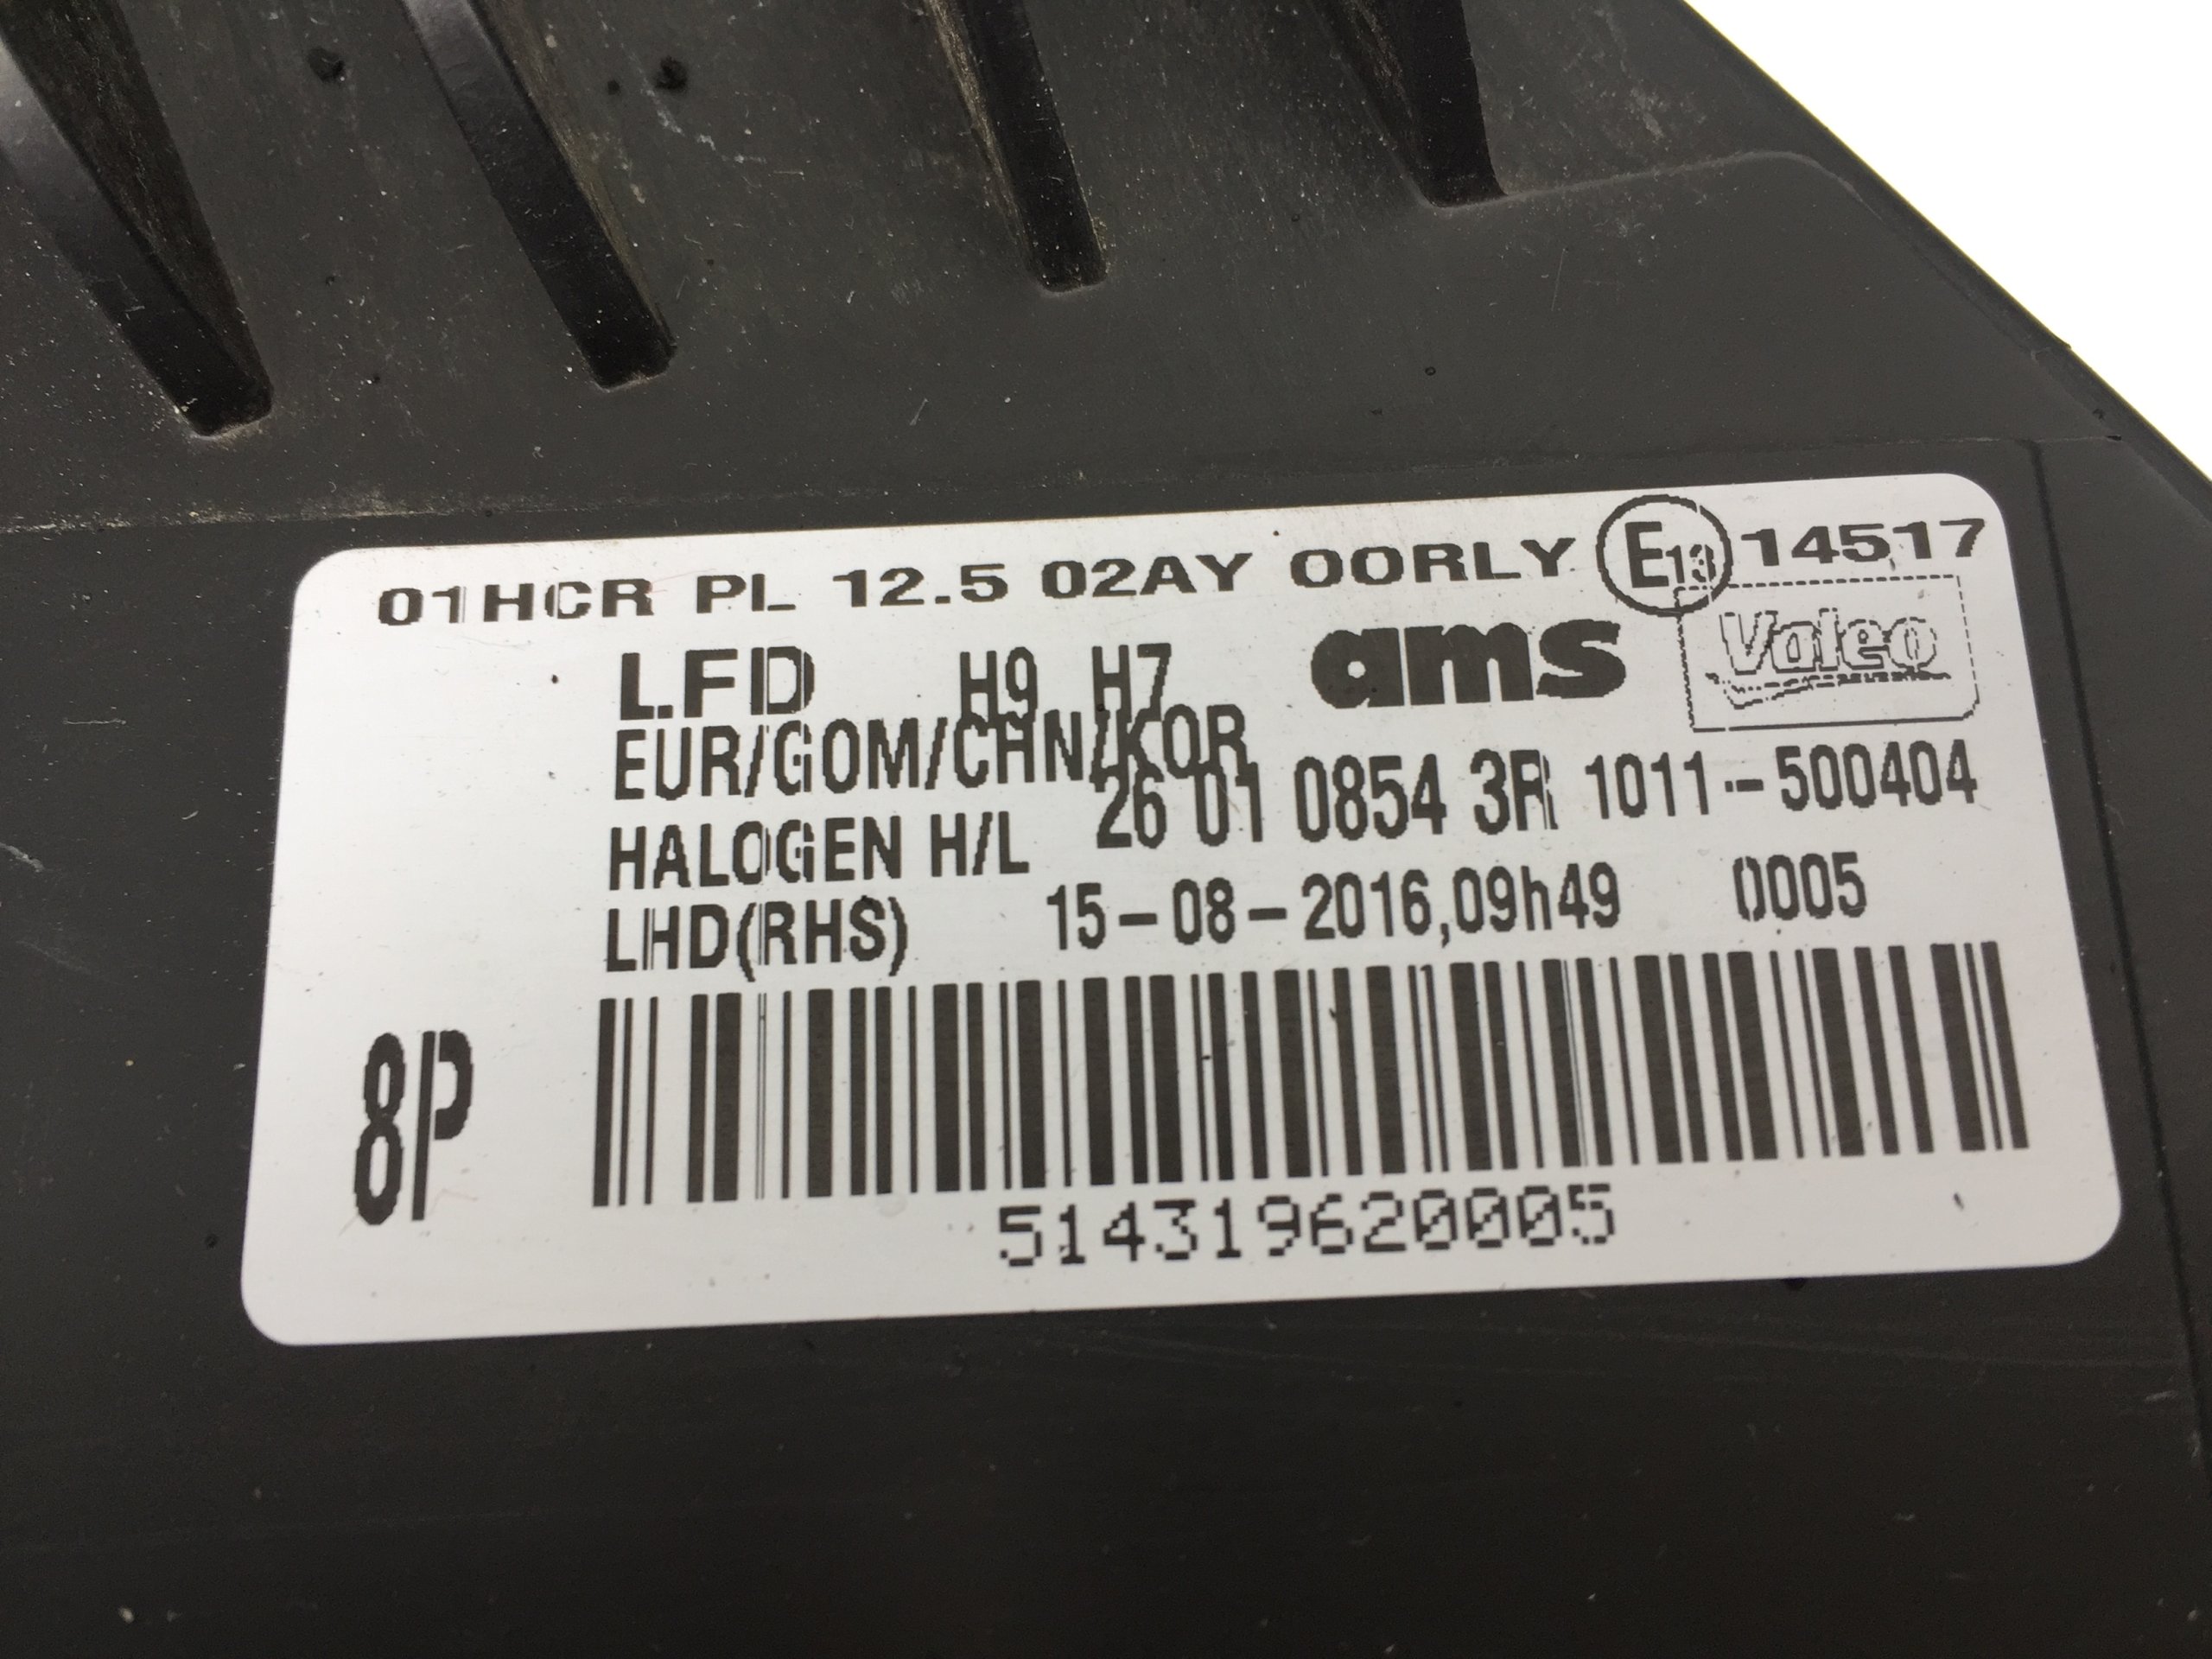 01HCR PL 12.5 02AY 00RLY E13 14517
LFD H9 H7 ams Valeo
EUR/GOM/CHN/KOR
HALOGEN H/L 26 01 0854 3R 1011-500404
LHD(RHS) 15-08-2016,09h49 0005
8P
514319620005